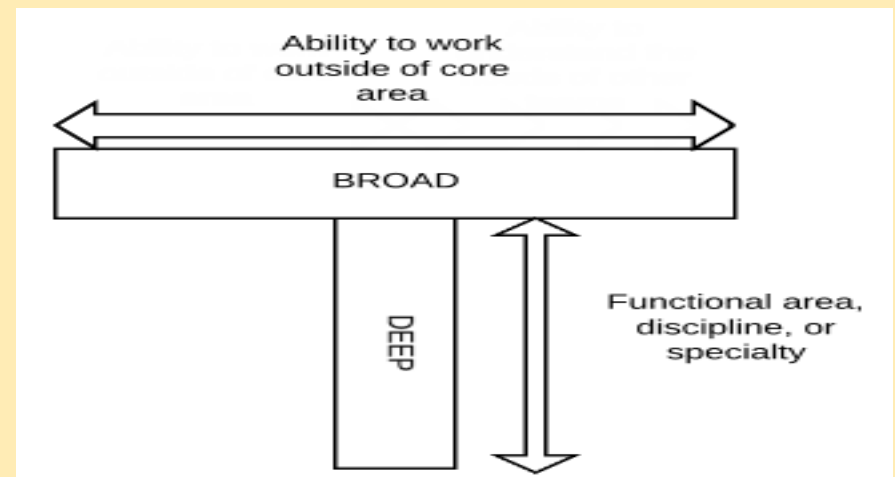 Ability to work
outside of core
area
BROAD
DEEP
Functional area,
discipline, or
specialty